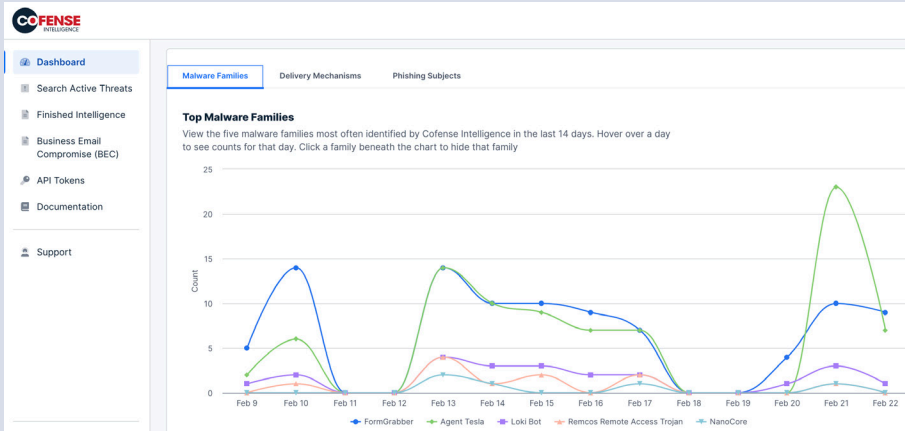 COFENSE
INTELLIGENCE
Dashboard
Search Active Threats
Finished Intelligence
Business Email
Compromise (BEC)
API Tokens
Documentation
Support
Malware Families
Delivery Mechanisms
Phishing Subjects
Top Malware Families
View the five malware families most often identified by Cofense Intelligence in the last 14 days. Hover over a day
to see counts for that day. Click a family beneath the chart to hide that family
25
20
15
10
5
0
Count
Feb 9 Feb 10 Feb 11 Feb 12 Feb 13 Feb 14 Feb 15 Feb 16 Feb 17 Feb 18 Feb 19 Feb 20 Feb 21 Feb 22
FormGrabber Agent Tesla Loki Bot Remcos Remote Access Trojan NanoCore